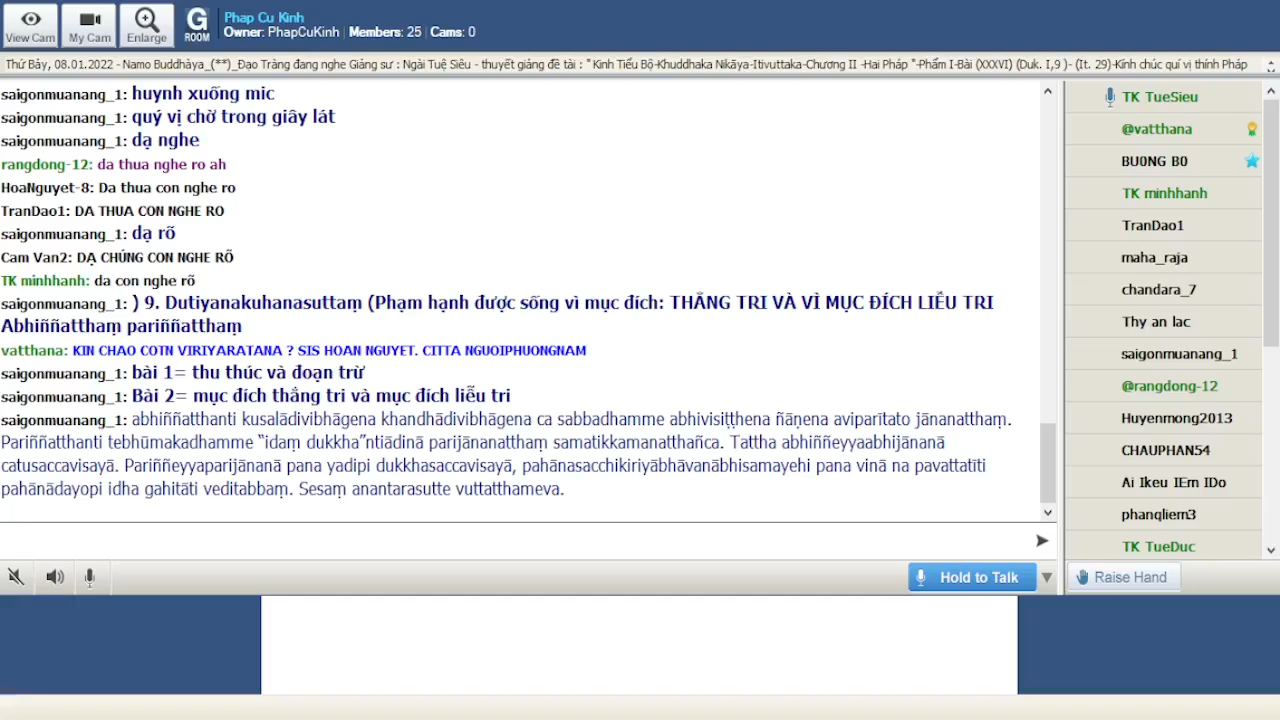 View Cam
My Cam
Enlarge
G
ROOM
Phap Cu Kinh
Owner: PhapCuKinh | Members: 25 | Cams: 0
Thứ Bảy, 08.01.2022 - Namo Buddhàya_(**)_Đạo Tràng đang nghe Giảng sư : Ngài Tuệ Siêu - thuyết giảng đề tài : " Kinh Tiểu Bộ-Khuddhaka Nikāya-Itivuttaka-Chương II -Hai Pháp "-Phẩm I-Bài (XXXVI) (Duk. I,9 )- (It. 29)-Kính chúc quí vị thính Pháp
saigonmuanang_1: huynh xuống mic
saigonmuanang_1: quý vị chờ trong giây lát
saigonmuanang_1: dạ nghe
rangdong-12: da thua nghe ro ah
HoaNguyet-8: Da thua con nghe ro
TranDao1: DA THUA CON NGHE RO
saigonmuanang_1: dạ rõ
Cam Van2: DẠ CHÚNG CON NGHE RÕ
TK minhhanh: da con nghe rõ
saigonmuanang_1: ) 9. Dutiyanakuhanasuttaṃ (Phạm hạnh được sống vì mục đích: THẮNG TRI VÀ VÌ MỤC ĐÍCH LIỄU TRI
Abhiññatthaṃ pariññatthaṃ
vatthana: KIN CHAO COTN VIRIYARATANA ? SIS HOAN NGUYET. CITTA NGUOIPHUONGNAM
saigonmuanang_1: bài 1= thu thúc và đoạn trừ
saigonmuanang_1: Bài 2= mục đích thắng tri và mục đích liễu tri
saigonmuanang_1: abhiññatthanti kusalādivibhāgena khandhādivibhāgena ca sabbadhamme abhivisiṭṭhena ñāṇena aviparītato jānanatthaṃ.
Pariññatthanti tebhūmakadhamme “idaṃ dukkha”ntiādinā parijānanatthaṃ samatikkamanatthañca. Tattha abhiññeyyaabhijānanā
catusaccavisayā. Pariññeyyaparijānanā pana yadipi dukkhasaccavisayā, pahānasacchikiriyābhāvanābhisamayehi pana vinā na pavattatīti
pahānādayopi idha gahitāti veditabbaṃ. Sesaṃ anantarasutte vuttatthameva.
TK TueSieu
@vatthana
BU0NG B0
TK minhhanh
TranDao1
maha_raja
chandara_7
Thy an lac
saigonmuanang_1
@rangdong-12
Huyenmong2013
CHAUPHAN54
Ai Ikeu IEm IDo
phanqliem3
TK TueDuc
Hold to Talk
Raise Hand